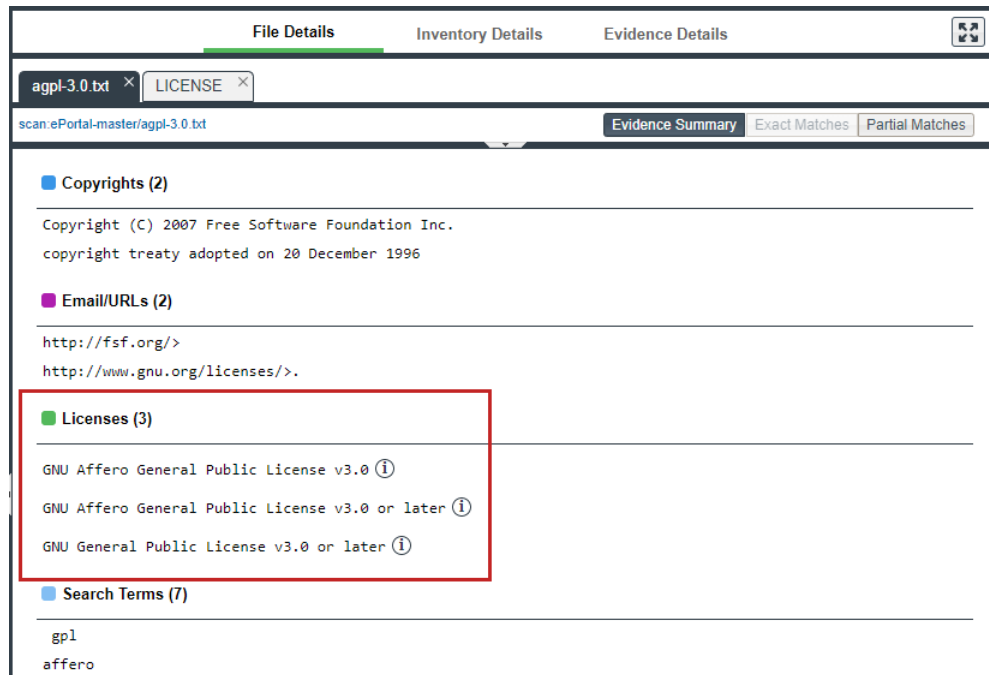 File Details Inventory Details Evidence Details
agpl-3.0.txt × LICENSE ×
scan:ePortal-master/agpl-3.0.txt Evidence Summary Exact Matches Partial Matches
Copyrights (2)
Copyright (C) 2007 Free Software Foundation Inc.
copyright treaty adopted on 20 December 1996
Email/URLs (2)
http://fsf.org/>
http://www.gnu.org/licenses/>.
Licenses (3)
GNU Affero General Public License v3.0 i
GNU Affero General Public License v3.0 or later i
GNU General Public License v3.0 or later i
Search Terms (7)
gpl
affero